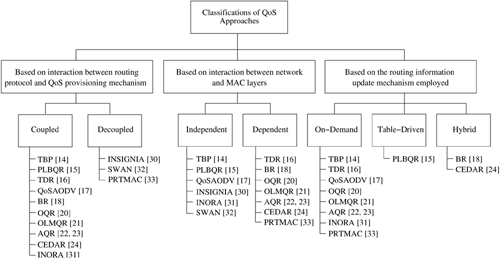 Classifications of QoS
Approaches
Based on interaction between routing
protocol and QoS provisioning mechanism
Based on interaction between network
and MAC layers
Based on the routing information
update mechanism employed
Coupled
Decoupled
Independent
Dependent
On-Demand
Table-Driven
Hybrid
TBP [14]
PLBQR [15]
TDR [16]
QoSAODV [17]
BR [18]
OQR [20]
OLMQR [21]
AQR [22, 23]
CEDAR [24]
INORA [31]
INSIGNIA [30]
SWAN [32]
PRTMAC [33]
TBP [14]
PLBQR [15]
QoSAODV [17]
INSIGNIA [30]
INORA [31]
SWAN [32]
TDR [16]
BR [18]
OQR [20]
OLMQR [21]
AQR [22, 23]
CEDAR [24]
PRTMAC [33]
TBP [14]
TDR [16]
QoSAODV [17]
OQR [20]
OLMQR [21]
AQR [22, 23]
INORA [31]
PRTMAC [33]
PLBQR [15]
BR [18]
CEDAR [24]